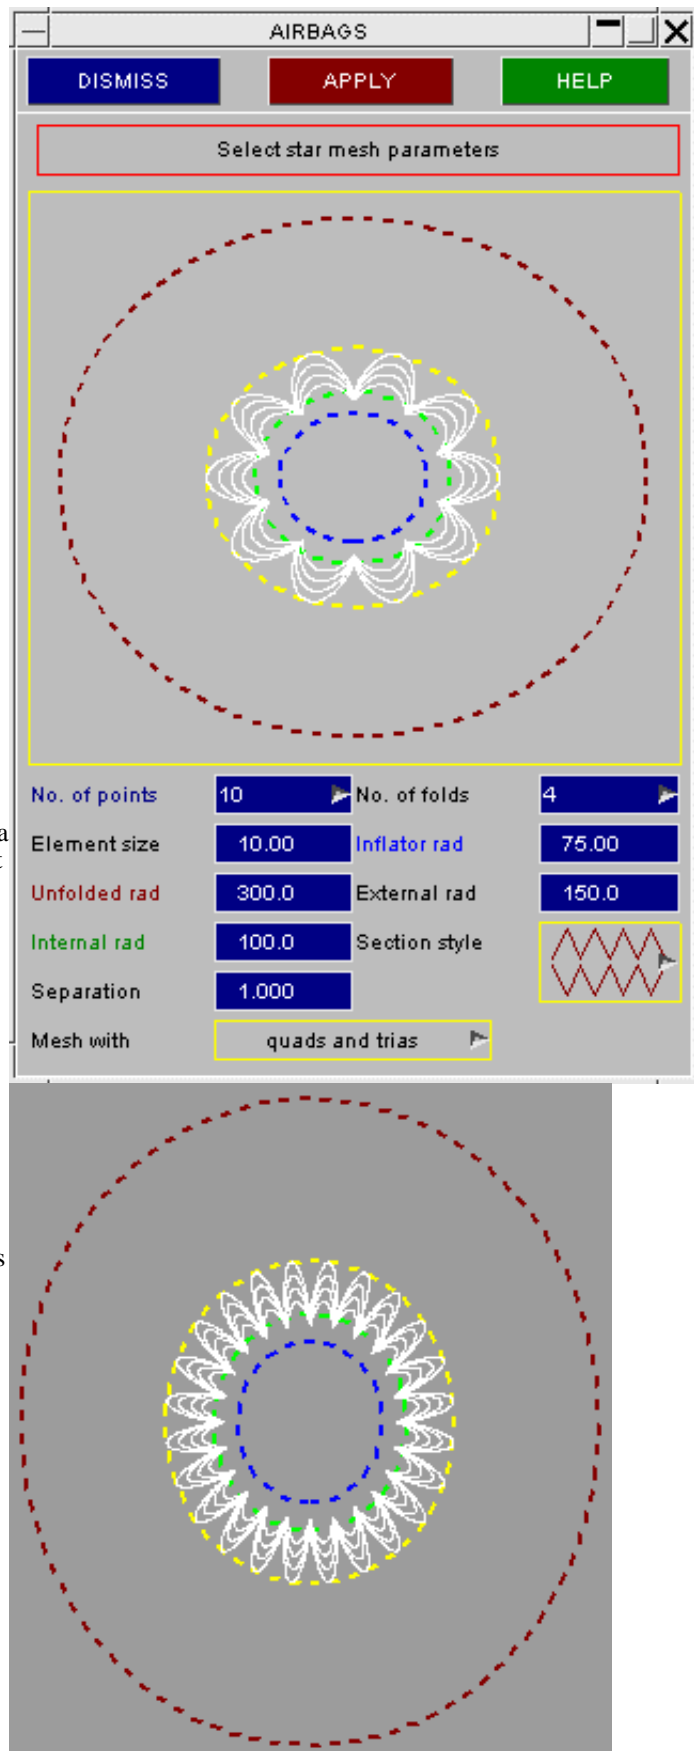 AIRBAGS
DISMISS APPLY HELP
Select star mesh parameters
No. of points 10 No. of folds 4
a
Element size 10.00 Inflator rad 75.00
t
Unfolded rad 300.0 External rad 150.0
Internal rad 100.0 Section style
Separation 1.000
Mesh with quads and trias
s